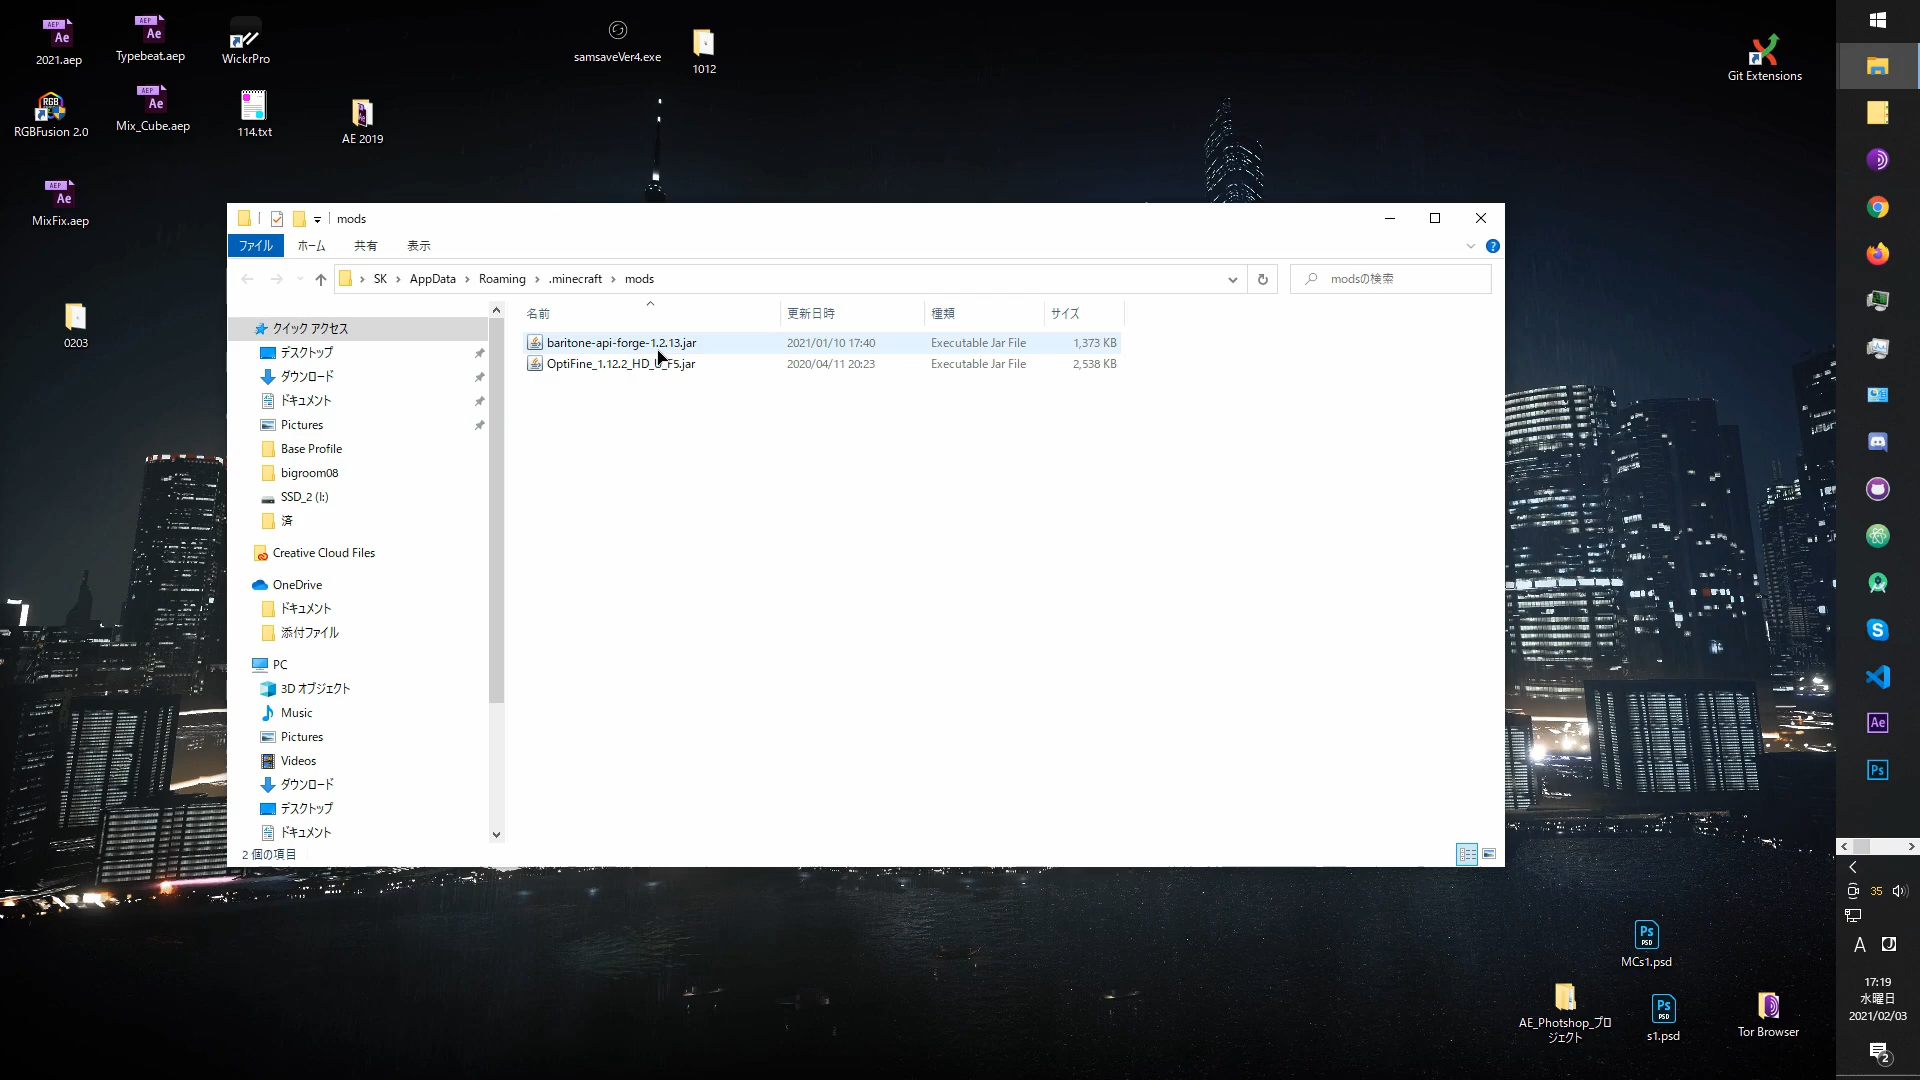 2021.aep
Typebeat.aep
WickrPro
samsaveVer4.exe
1012
Git Extensions
RGBFusion 2.0
Mix_Cube.aep
114.txt
AE 2019
MixFix.aep
0203
mods
ファイル
ホーム
共有
表示
SK
AppData
Roaming
.minecraft
mods
modsの検索
名前
更新日時
種類
サイズ
baritone-api-forge-1.2.13.jar
2021/01/10 17:40
Executable Jar File
1,373 KB
OptiFine_1.12.2_HD_U_F5.jar
2020/04/11 20:23
Executable Jar File
2,538 KB
クイック アクセス
デスクトップ
ダウンロード
ドキュメント
Pictures
Base Profile
bigroom08
SSD_2 (I:)
済
Creative Cloud Files
OneDrive
ドキュメント
添付ファイル
PC
3D オブジェクト
Music
Pictures
Videos
ダウンロード
デスクトップ
ドキュメント
2 個の項目
MCs1.psd
AE_Photshop_プロ
ジェクト
s1.psd
Tor Browser
35
A
17:19
水曜日
2021/02/03
2